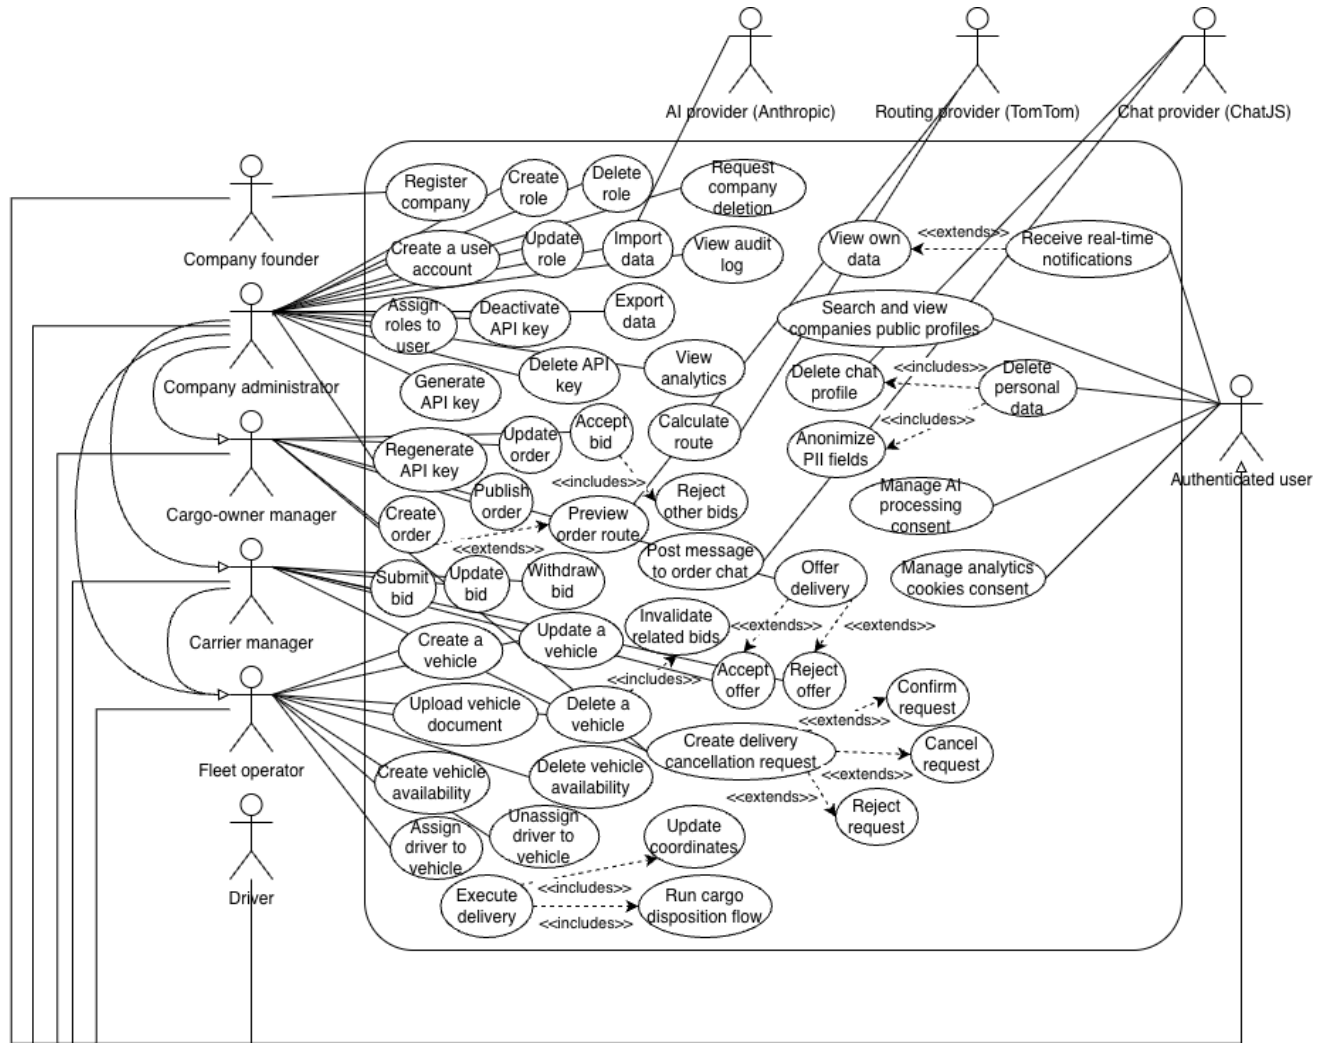 AI provider (Anthropic)
Routing provider (TomTom)
Chat provider (ChatJS)
Company founder
Register
company
Create
role
Delete
role
Request
company
deletion
Create a user
account
Update
role
Import
data
View audit
log
View own
data
<<extends>>
Receive real-time
notifications
Company administrator
Assign
roles to
user
Deactivate
API key
Export
data
Search and view
companies public profiles
Generate
API key
Delete API
key
View
analytics
Delete chat
profile
<<includes>>
Delete
personal
data
<<includes>>
Authenticated user
Cargo-owner manager
Regenerate
API key
Update
order
Accept
bid
Calculate
route
Anonimize
PII fields
<<includes>>
Create
order
Publish
order
Preview
order route
Reject
other bids
Manage AI
processing
consent
<<extends>>
Carrier manager
Submit
bid
Update
bid
Withdraw
bid
Post message
to order chat
Offer
delivery
Manage analytics
cookies consent
Create a
vehicle
Update a
vehicle
Invalidate
related bids
<<extends>>
<<extends>>
<<includes>>
Accept
offer
Reject
offer
Fleet operator
Upload vehicle
document
Delete a
vehicle
Create delivery
cancellation request
<<extends>>
Confirm
request
<<extends>>
Cancel
request
<<extends>>
Reject
request
Create vehicle
availability
Delete vehicle
availability
Driver
Assign
driver to
vehicle
Unassign
driver to
vehicle
Update
coordinates
Execute
delivery
<<includes>>
<<includes>>
Run cargo
disposition flow